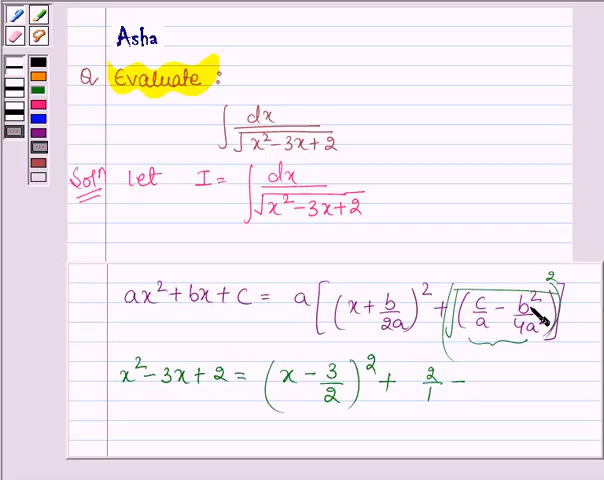 Asha
Q Evaluate :
∫ dx / √(x² - 3x + 2)
Solⁿ Let I = ∫ dx / √(x² - 3x + 2)
ax² + bx + c = a [ (x + b/2a)² + (√(c/a - b²/4a²))² ]
x² - 3x + 2 = (x - 3/2)² + 2/1 -